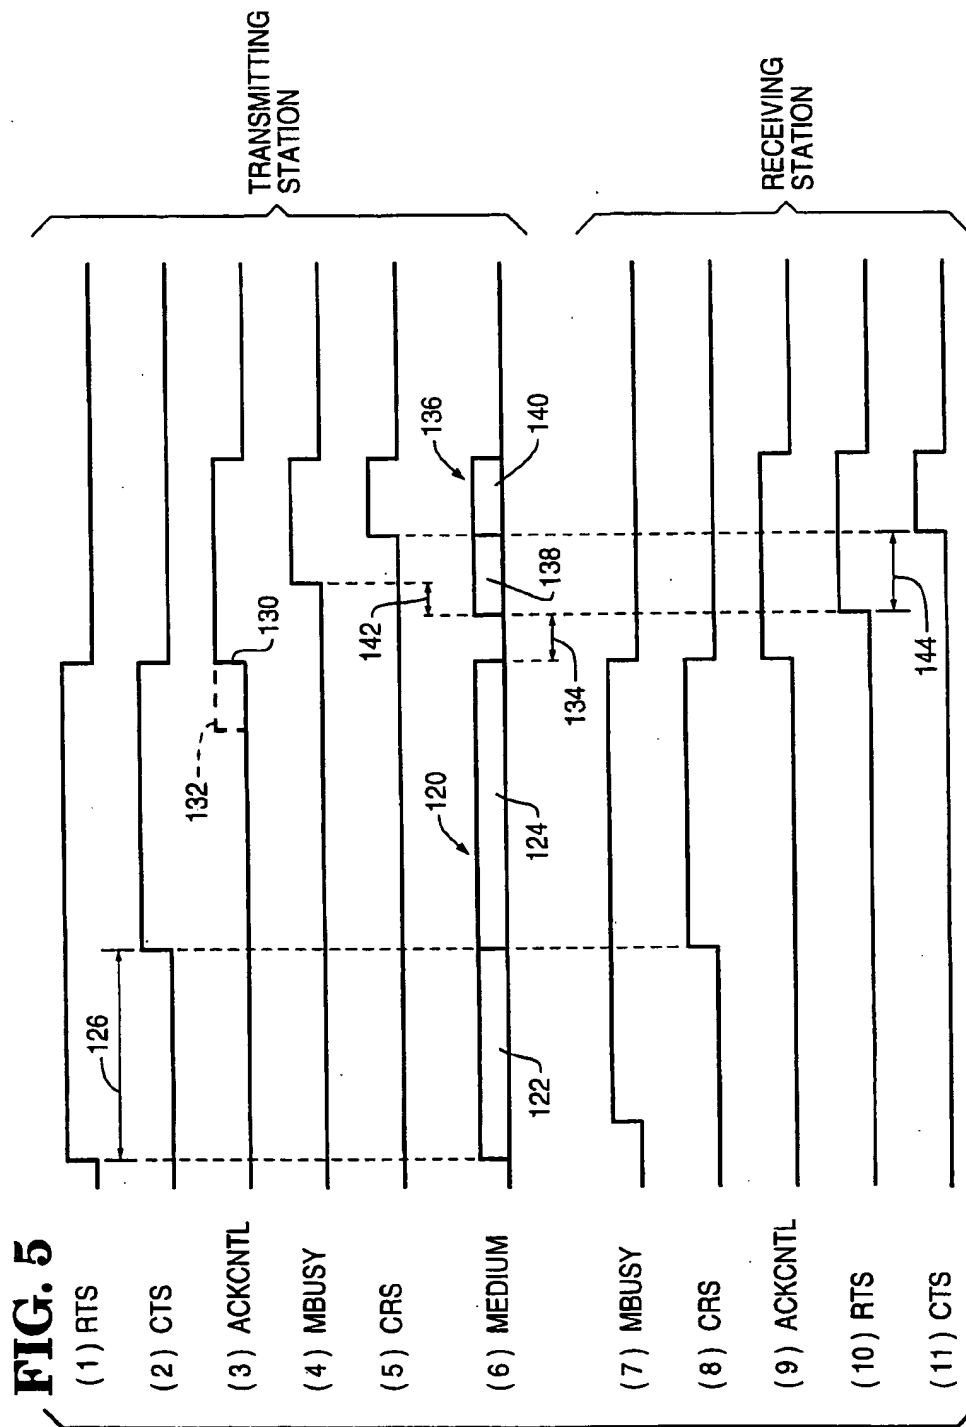 FIG. 5
(1) RTS
(2) CTS
(3) ACKCNTL
(4) MBUSY
(5) CRS
(6) MEDIUM
(7) MBUSY
(8) CRS
(9) ACKCNTL
(10) RTS
(11) CTS
126
132
130
142
120
122
124
134
136
138
140
144
TRANSMITTING
STATION
RECEIVING
STATION